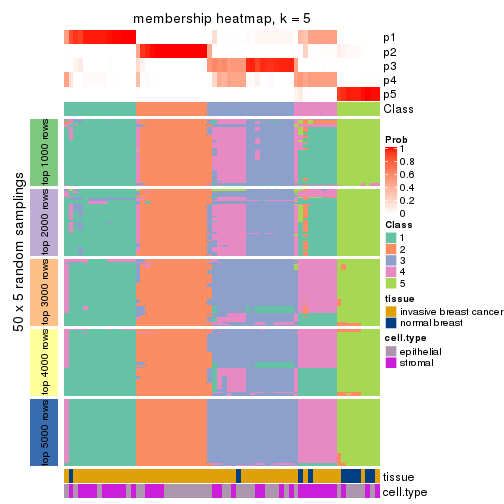 membership heatmap, k = 5
p1
p2
p3
p4
p5
Class
50 x 5 random samplings
top 1000 rows
top 2000 rows
top 3000 rows
top 4000 rows
top 5000 rows
Prob
1
0.8
0.6
0.4
0.2
0
Class
1
2
3
4
5
tissue
invasive breast cancer
normal breast
cell.type
epithelial
stromal
tissue
cell.type